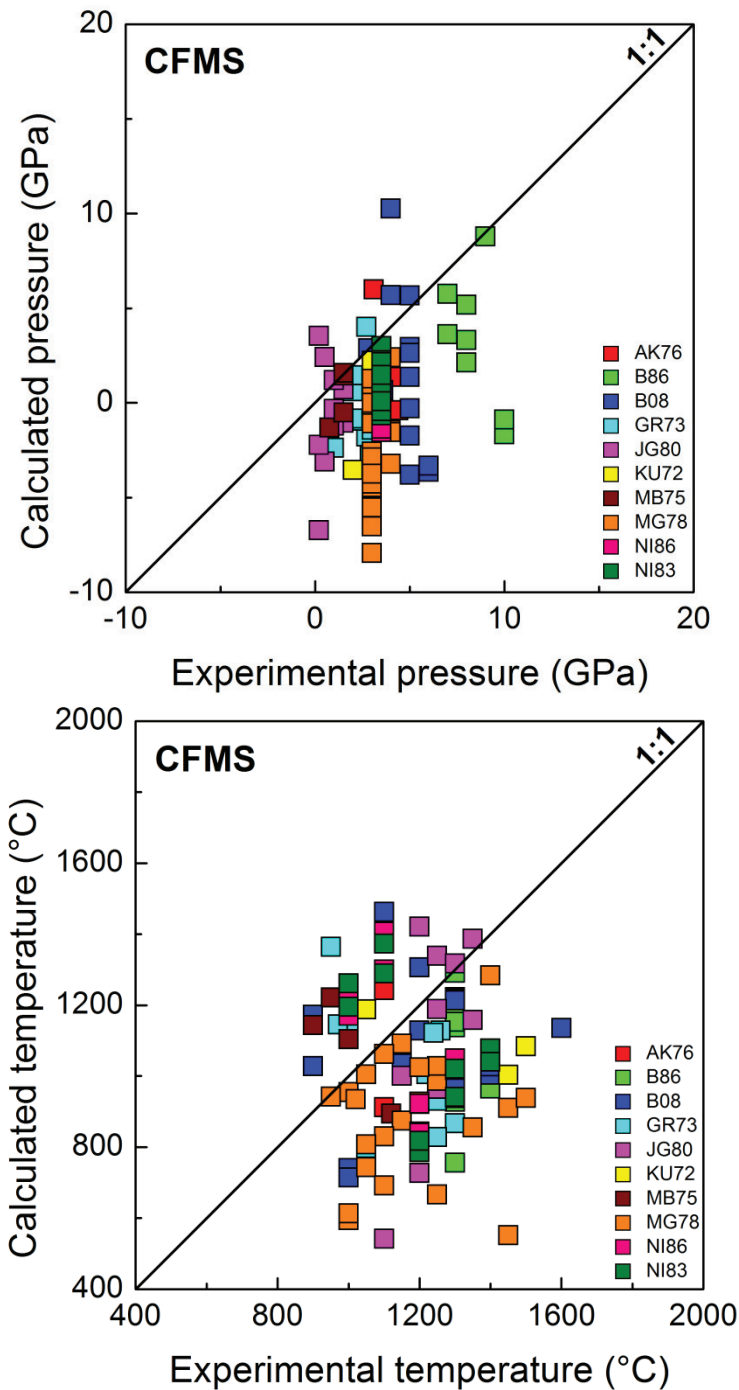 20
CFMS
1:1
10
0
-10
Calculated pressure (GPa)
AK76
B86
B08
GR73
JG80
KU72
MB75
MG78
NI86
NI83
-10 0 10 20
Experimental pressure (GPa)
2000
CFMS
1:1
1600
1200
800
400
Calculated temperature (°C)
AK76
B86
B08
GR73
JG80
KU72
MB75
MG78
NI86
NI83
400 800 1200 1600 2000
Experimental temperature (°C)